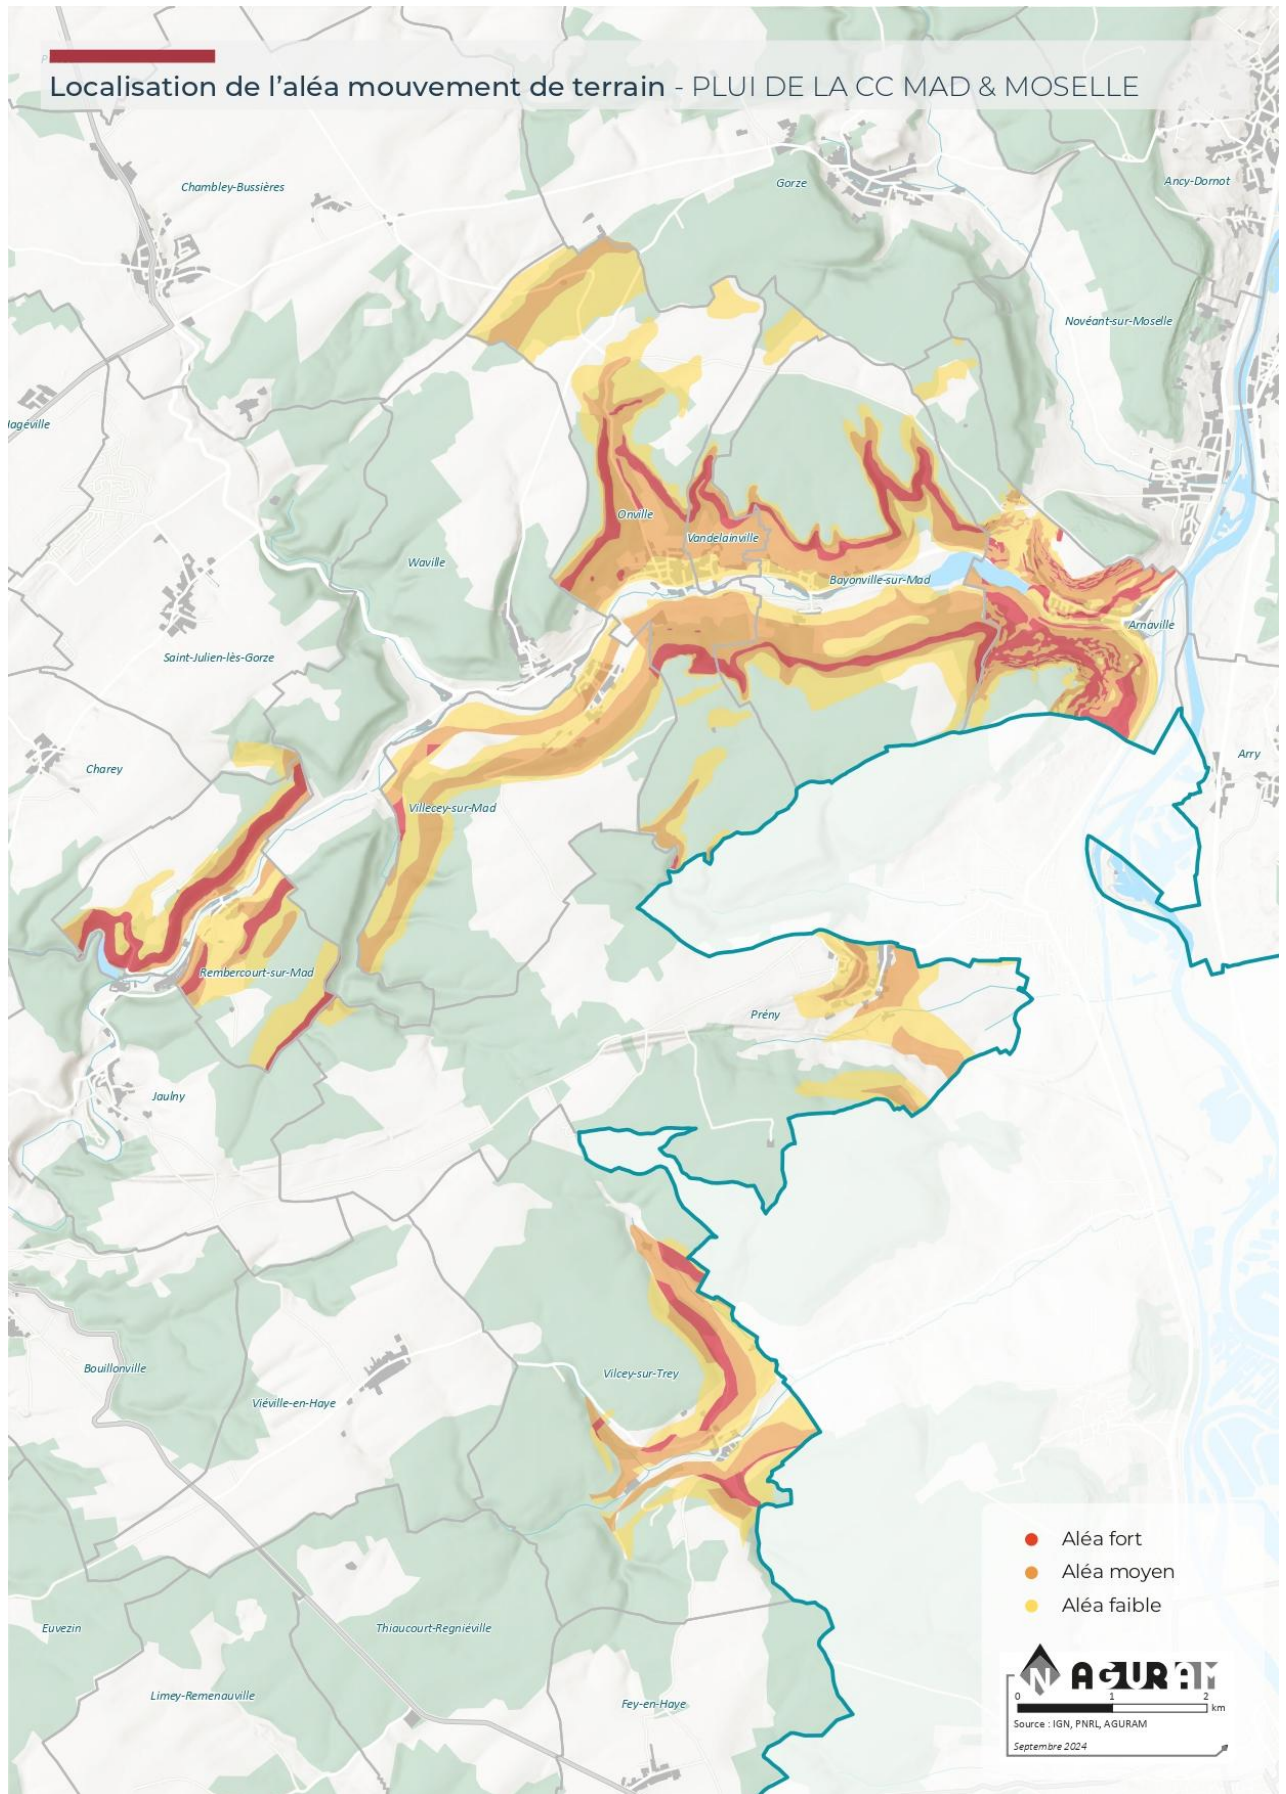 Localisation de l'aléa mouvement de terrain - PLUI DE LA CC MAD & MOSELLE
Chambley-Bussières
Gorze
Ancy-Dornot
Novéant-sur-Moselle
Onville
Vandelainville
Waville
Bayonville-sur-Mad
Arnaville
Saint-Julien-lès-Gorze
Arry
Charey
Villecey-sur-Mad
Rembercourt-sur-Mad
Prény
Jaulny
Bouillonville
Vilcey-sur-Trey
Viéville-en-Haye
Aléa fort
Aléa moyen
Aléa faible
Euvezin
Thiaucourt-Regniéville
Limey-Remenauville
Fey-en-Haye
N AGURAM
0 1 2 km
Source : IGN, PNRL, AGURAM
Septembre 2024